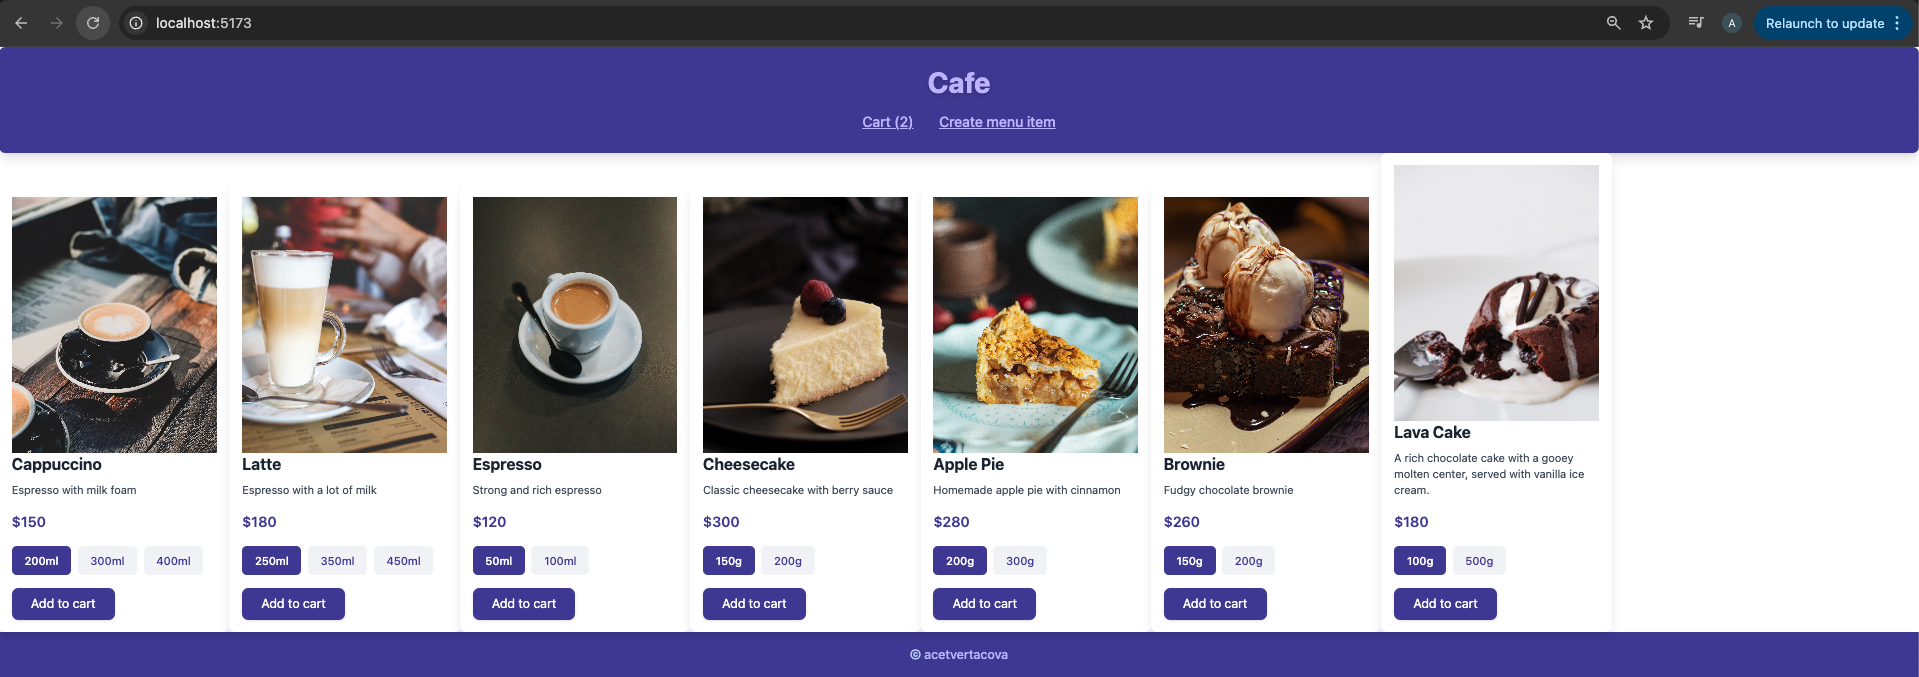 localhost:5173
A
Relaunch to update
Cafe
Cart (2)
Create menu item
Cappuccino
Espresso with milk foam
$150
200ml 300ml 400ml
Add to cart
Latte
Espresso with a lot of milk
$180
250ml 350ml 450ml
Add to cart
Espresso
Strong and rich espresso
$120
50ml 100ml
Add to cart
Cheesecake
Classic cheesecake with berry sauce
$300
150g 200g
Add to cart
Apple Pie
Homemade apple pie with cinnamon
$280
200g 300g
Add to cart
Brownie
Fudgy chocolate brownie
$260
150g 200g
Add to cart
Lava Cake
A rich chocolate cake with a gooey
molten center, served with vanilla ice
cream.
$180
100g 500g
Add to cart
© acetvertacova